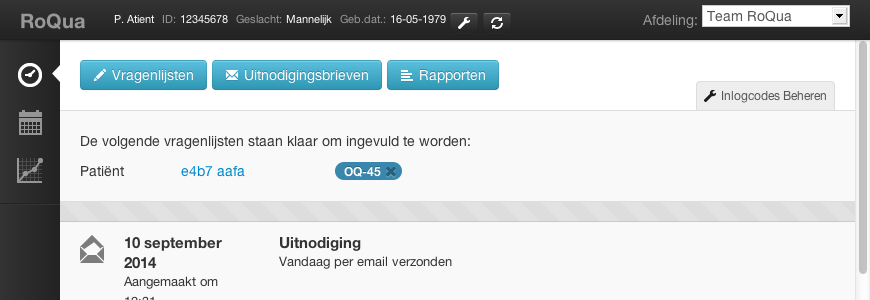 RoQua P. Atient ID: 12345678 Geslacht: Mannelijk Geb.dat.: 16-05-1979 Afdeling: Team RoQua
Vragenlijsten Uitnodigingsbrieven Rapporten
Inlogcodes Beheren
De volgende vragenlijsten staan klaar om ingevuld te worden:
Patiënt e4b7 aafa OQ-45
10 september Uitnodiging
2014 Vandaag per email verzonden
Aangemaakt om